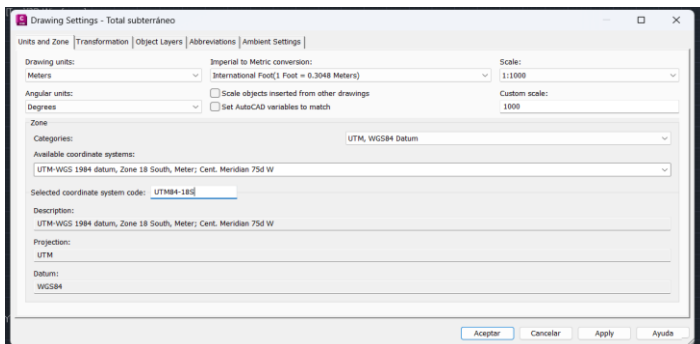 Drawing Settings - Total subterráneo
Units and Zone Transformation Object Layers Abbreviations Ambient Settings
Drawing units: Imperial to Metric conversion: Scale:
Meters International Foot(1 Foot = 0.3048 Meters) 1:1000
Angular units: Scale objects inserted from other drawings Custom scale:
Degrees Set AutoCAD variables to match 1000
Zone
Categories: UTM, WGS84 Datum
Available coordinate systems:
UTM-WGS 1984 datum, Zone 18 South, Meter; Cent. Meridian 75d W
Selected coordinate system code: UTM84-18S
Description:
UTM-WGS 1984 datum, Zone 18 South, Meter; Cent. Meridian 75d W
Projection:
UTM
Datum:
WGS84
Aceptar Cancelar Apply Ayuda